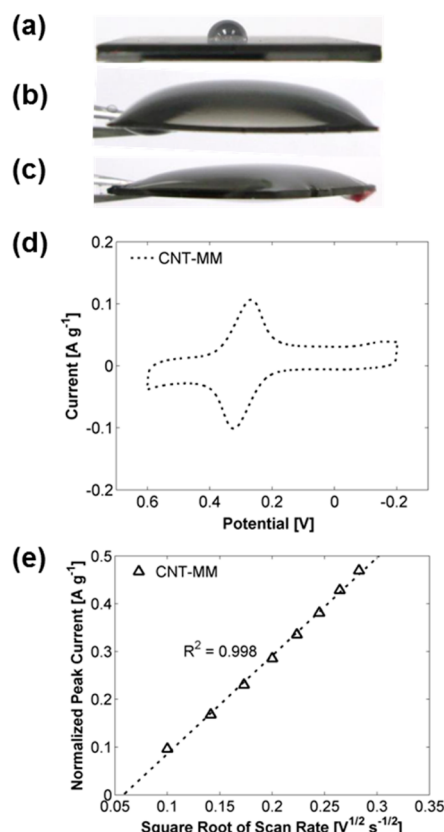 (a)
(b)
(c)
(d)
0.2
CNT-MM
0.1
0
-0.1
-0.2
Current [A g⁻¹]
0.6 0.4 0.2 0 -0.2
Potential [V]
(e)
0.5
CNT-MM
0.4
0.3
R² = 0.998
0.2
0.1
0
Normalized Peak Current [A g⁻¹]
0.05 0.1 0.15 0.2 0.25 0.3 0.35
Square Root of Scan Rate [V^1/2 s^-1/2]